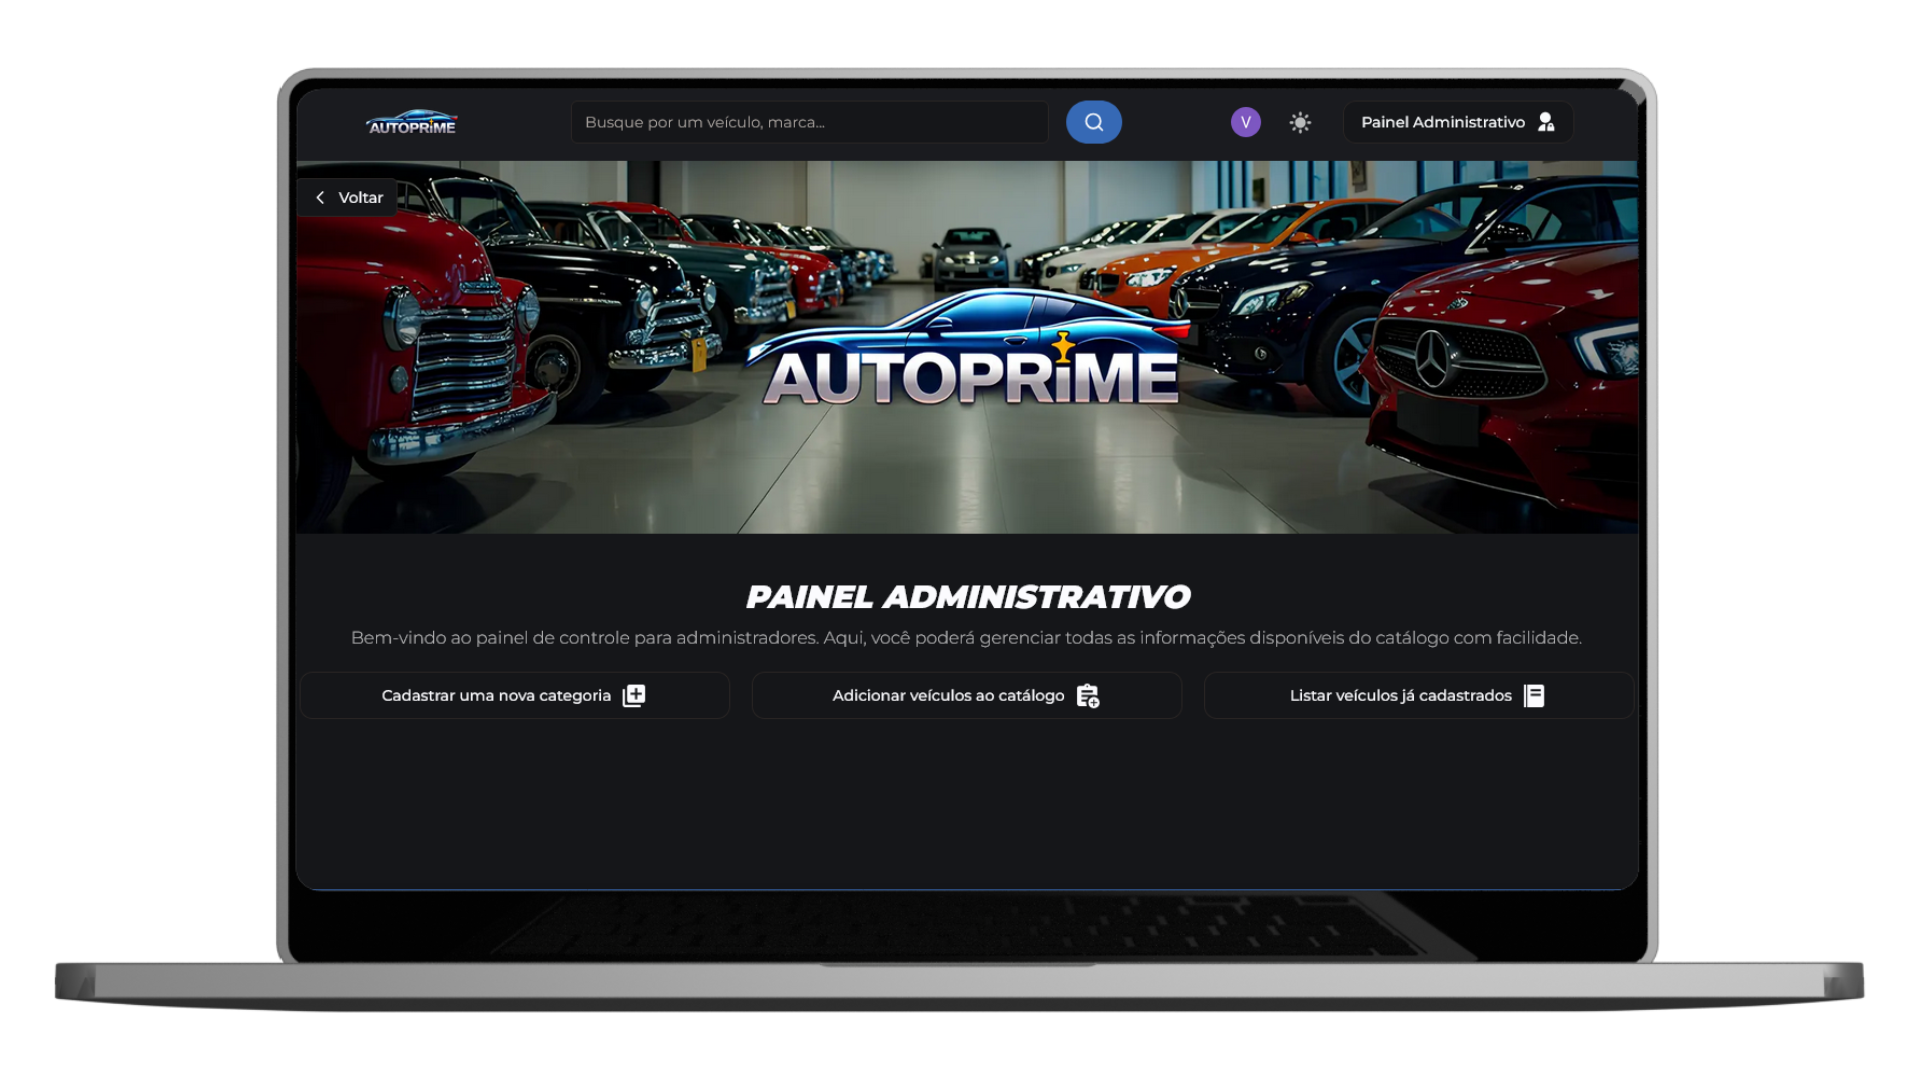 AUTOPRiME
Busque por um veículo, marca...
V
Painel Administrativo
Voltar
AUTOPRiME
PAINEL ADMINISTRATIVO
Bem-vindo ao painel de controle para administradores. Aqui, você poderá gerenciar todas as informações disponíveis do catálogo com facilidade.
Cadastrar uma nova categoria
Adicionar veículos ao catálogo
Listar veículos já cadastrados